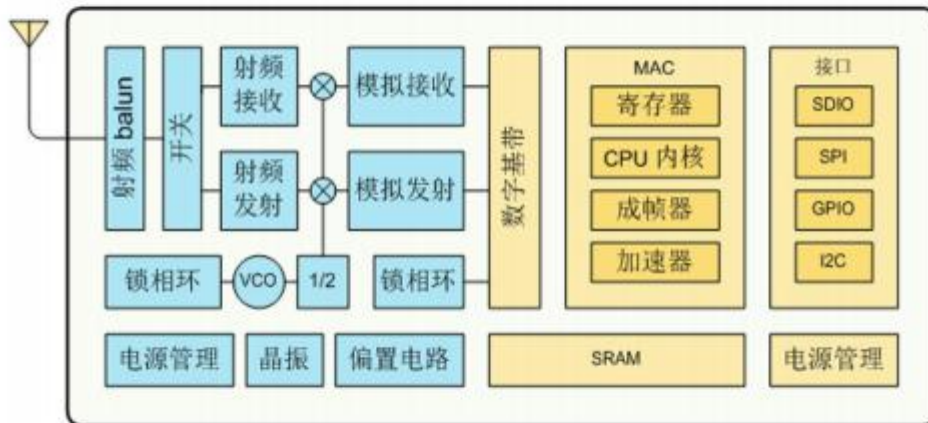 射频 balun
开关
射频
接收
模拟接收
射频
发射
模拟发射
锁相环
VCO
1/2
锁相环
数字基带
MAC
寄存器
CPU 内核
成帧器
加速器
接口
SDIO
SPI
GPIO
I2C
电源管理
晶振
偏置电路
SRAM
电源管理